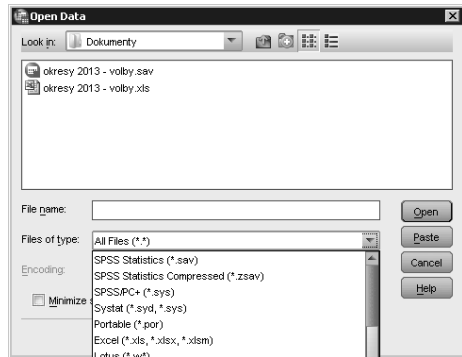 Open Data
Look in: Dokumenty
okresy 2013 - volby.sav
okresy 2013 - volby.xls
File name:
Open
Files of type: All Files (*.*)
Paste
SPSS Statistics (*.sav)
Encoding:
SPSS Statistics Compressed (*.zsav)
Cancel
SPSS/PC+ (*.sys)
Minimize
Systat (*.syd, *.sys)
Help
Portable (*.por)
Excel (*.xls, *.xlsx, *.xlsm)
Lotus (*.w*)